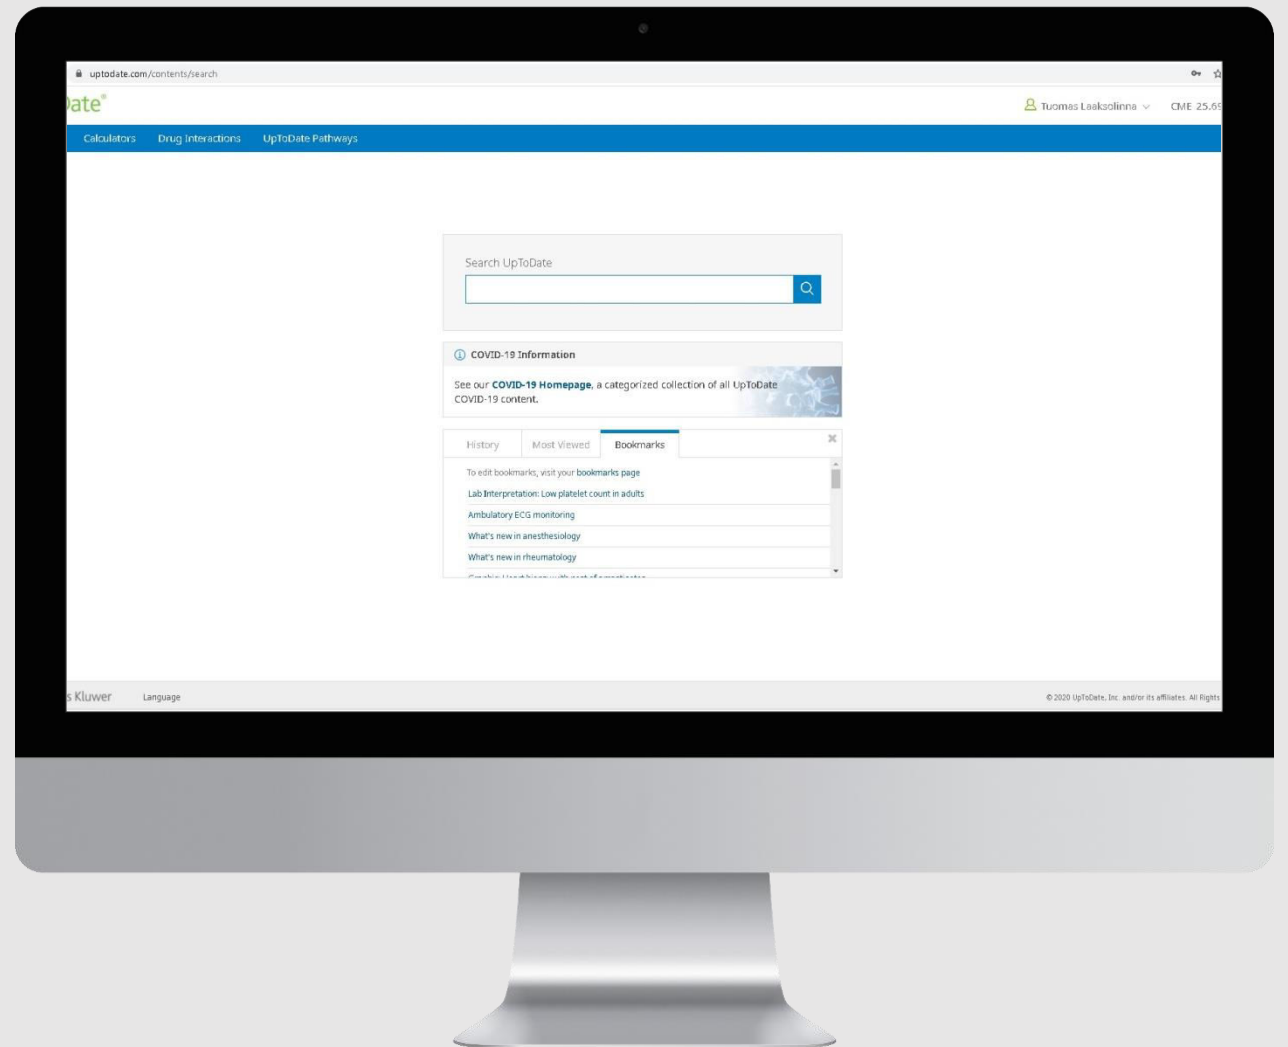 uptodate.com/contents/search
Date®
Tuomas Laaksolinna
CME 25.69
Calculators Drug Interactions UpToDate Pathways
Search UpToDate
COVID-19 Information
See our COVID-19 Homepage, a categorized collection of all UpToDate
COVID-19 content.
History Most Viewed Bookmarks
To edit bookmarks, visit your bookmarks page
Lab Interpretation: Low platelet count in adults
Ambulatory ECG monitoring
What's new in anesthesiology
What's new in rheumatology
s Kluwer Language
© 2020 UpToDate, Inc. and/or its affiliates. All Rights